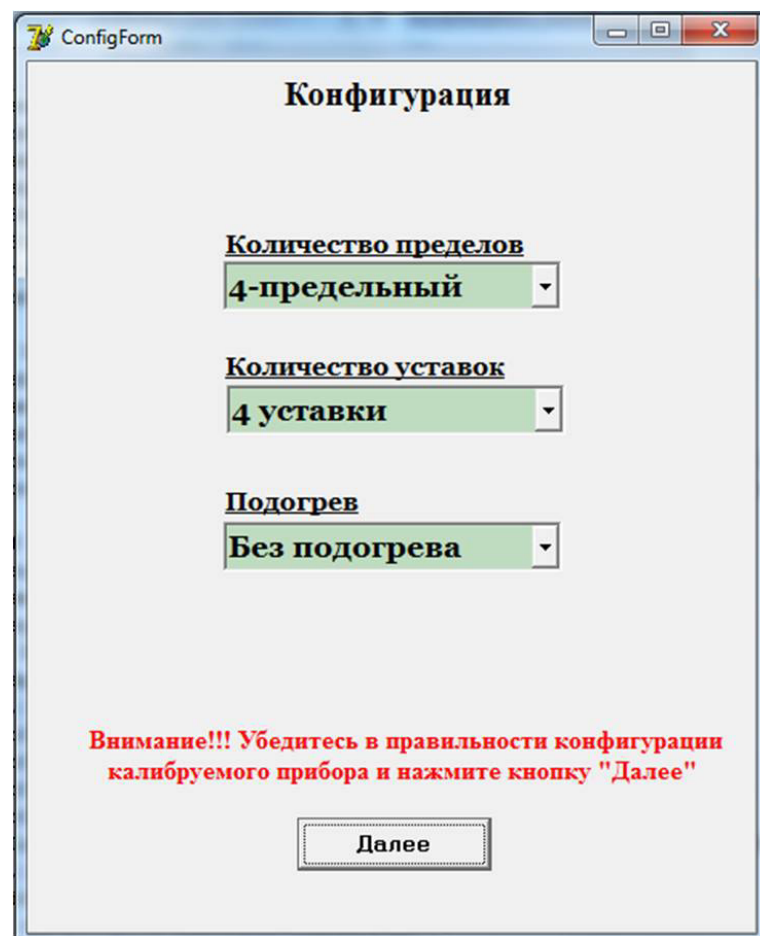 ConfigForm
Конфигурация
Количество пределов
4-предельный
Количество уставок
4 уставки
Подогрев
Без подогрева
Внимание!!! Убедитесь в правильности конфигурации
калибруемого прибора и нажмите кнопку "Далее"
Далее